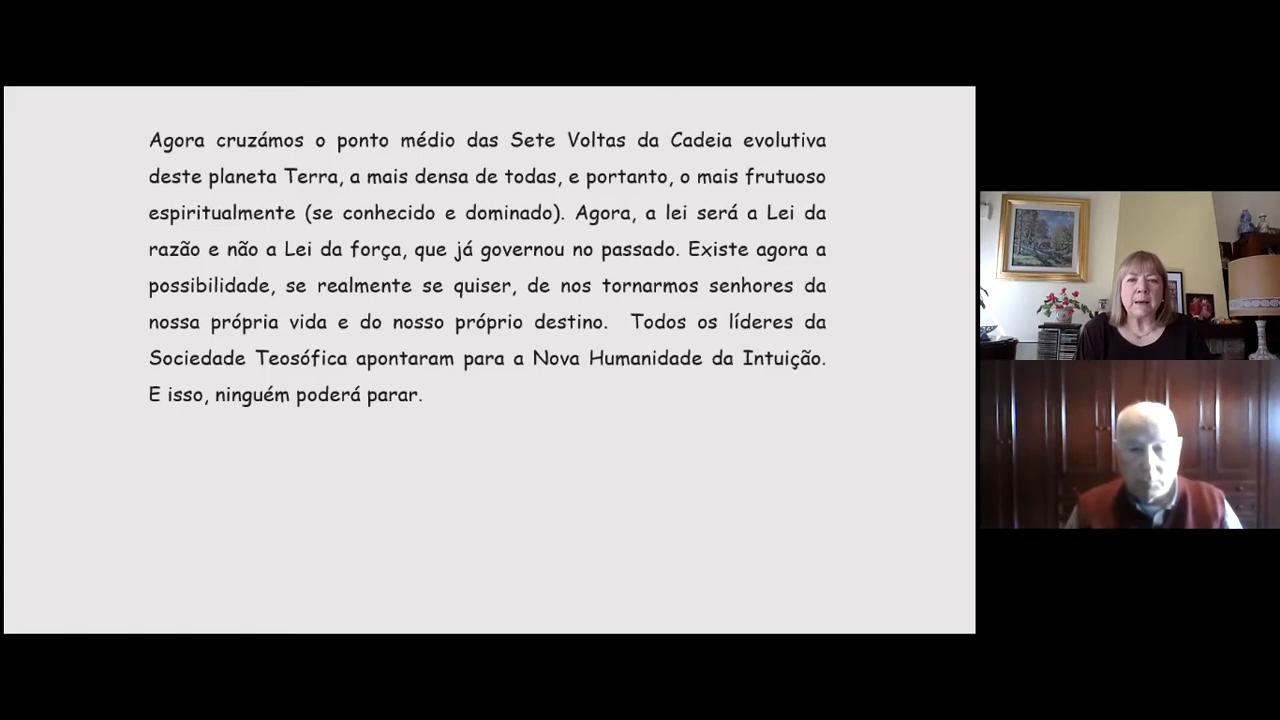 Agora cruzámos o ponto médio das Sete Voltas da Cadeia evolutiva
deste planeta Terra, a mais densa de todas, e portanto, o mais frutuoso
espiritualmente (se conhecido e dominado). Agora, a lei será a Lei da
razão e não a Lei da força, que já governou no passado. Existe agora a
possibilidade, se realmente se quiser, de nos tornarmos senhores da
nossa própria vida e do nosso próprio destino.  Todos os líderes da
Sociedade Teosófica apontaram para a Nova Humanidade da Intuição.
E isso, ninguém poderá parar.